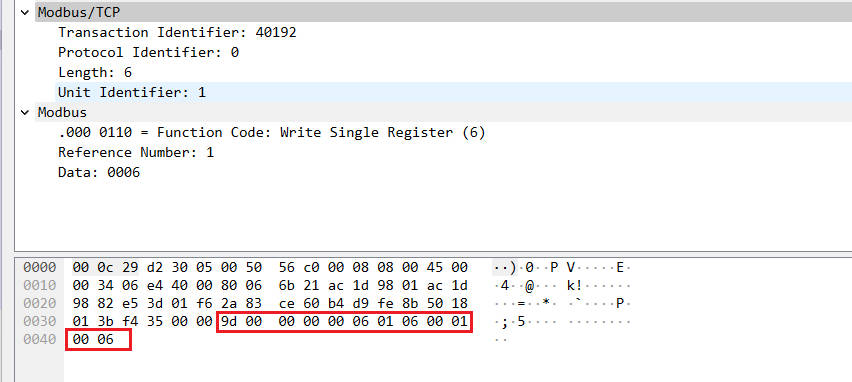 Modbus/TCP
Transaction Identifier: 40192
Protocol Identifier: 0
Length: 6
Unit Identifier: 1
Modbus
.000 0110 = Function Code: Write Single Register (6)
Reference Number: 1
Data: 0006
0000 00 0c 29 d2 30 05 00 50 56 c0 00 08 08 00 45 00 ··)·0··P V·····E·
0010 00 34 06 e4 40 00 80 06 6b 21 ac 1d 98 01 ac 1d ·4··@··· k!······
0020 98 82 e5 3d 01 f6 2a 83 ce 60 b4 d9 fe 8b 50 18 ···=··*· ·`····P·
0030 01 3b f4 35 00 00 9d 00 00 00 00 06 01 06 00 01 ·;·5···· ········
0040 00 06 ··